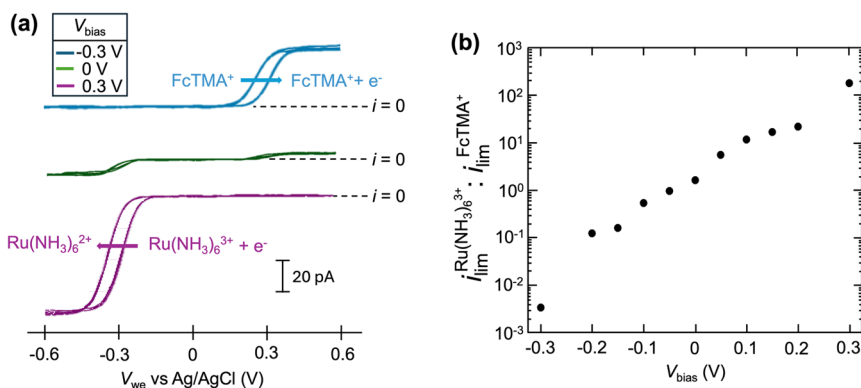 (a)
V_bias
-0.3 V
0 V
0.3 V
FcTMA⁺ FcTMA⁺+ e⁻
i = 0
i = 0
i = 0
Ru(NH₃)₆²⁺ Ru(NH₃)₆³⁺ + e⁻
20 pA
-0.6 -0.3 0 0.3 0.6
V_we vs Ag/AgCl (V)
(b)
i_lim^Ru(NH₃)₆³⁺ : i_lim^FcTMA⁺
10³
10²
10¹
10⁰
10⁻¹
10⁻²
10⁻³
-0.3 -0.2 -0.1 0 0.1 0.2 0.3
V_bias (V)